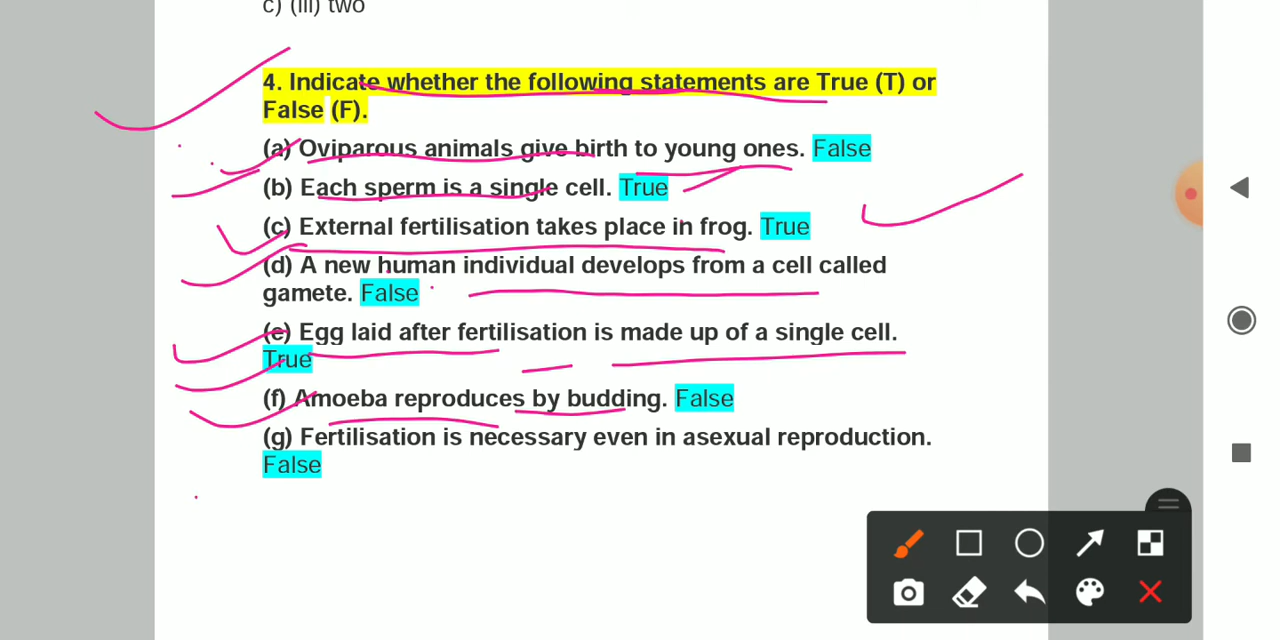 c) (iii) two
4. Indicate whether the following statements are True (T) or
False (F).
(a) Oviparous animals give birth to young ones. False
(b) Each sperm is a single cell. True
(c) External fertilisation takes place in frog. True
(d) A new human individual develops from a cell called
gamete. False
(e) Egg laid after fertilisation is made up of a single cell.
True
(f) Amoeba reproduces by budding. False
(g) Fertilisation is necessary even in asexual reproduction.
False